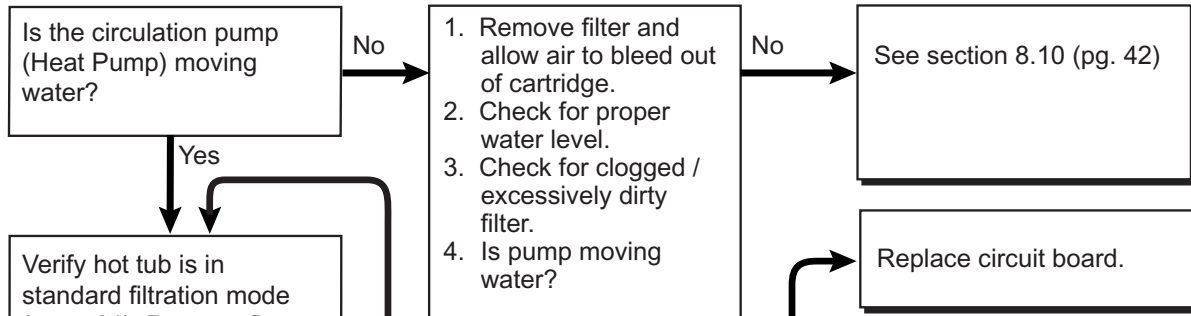 Is the circulation pump
(Heat Pump) moving
water?
No
1. Remove filter and
allow air to bleed out
of cartridge.
2. Check for proper
water level.
3. Check for clogged /
excessively dirty
filter.
4. Is pump moving
water?
No
See section 8.10 (pg. 42)
Yes
Verify hot tub is in
standard filtration mode
Replace circuit board.